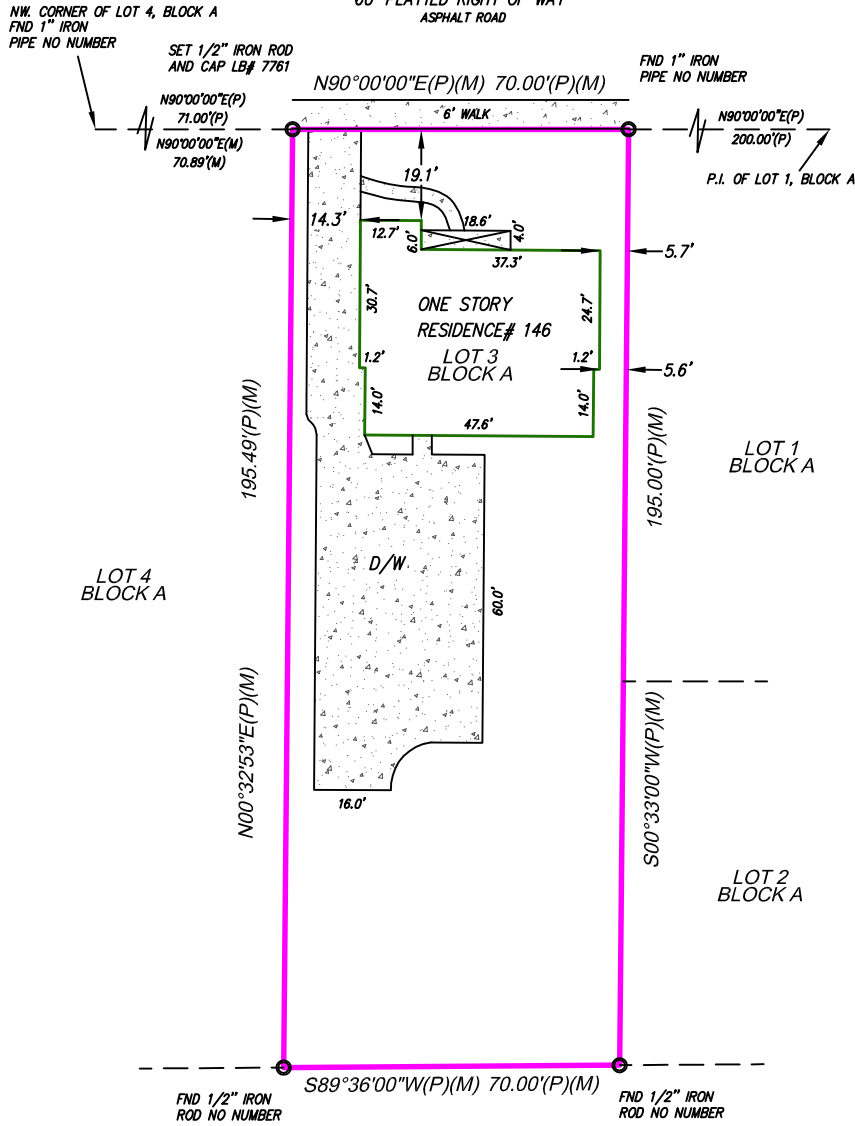 60' PLATTED RIGHT OF WAY
ASPHALT ROAD
NW. CORNER OF LOT 4, BLOCK A
FND 1" IRON
PIPE NO NUMBER
SET 1/2" IRON ROD
AND CAP LB# 7761
N90°00'00"E(P)(M) 70.00'(P)(M)
FND 1" IRON
PIPE NO NUMBER
N90°00'00"E(P)
71.00'(P)
N90°00'00"E(M)
70.89'(M)
6' WALK
N90°00'00"E(P)
200.00'(P)
P.I. OF LOT 1, BLOCK A
19.1'
14.3'
12.7'
18.6'
6.0'
4.0'
37.3'
5.7'
30.7'
24.7'
ONE STORY
RESIDENCE# 146
LOT 3
BLOCK A
1.2'
1.2'
5.6'
14.0'
14.0'
47.6'
195.49'(P)(M)
195.00'(P)(M)
LOT 1
BLOCK A
D/W
60.0'
LOT 4
BLOCK A
N00°32'53"E(P)(M)
S00°33'00"W(P)(M)
16.0'
LOT 2
BLOCK A
S89°36'00"W(P)(M) 70.00'(P)(M)
FND 1/2" IRON
ROD NO NUMBER
FND 1/2" IRON
ROD NO NUMBER